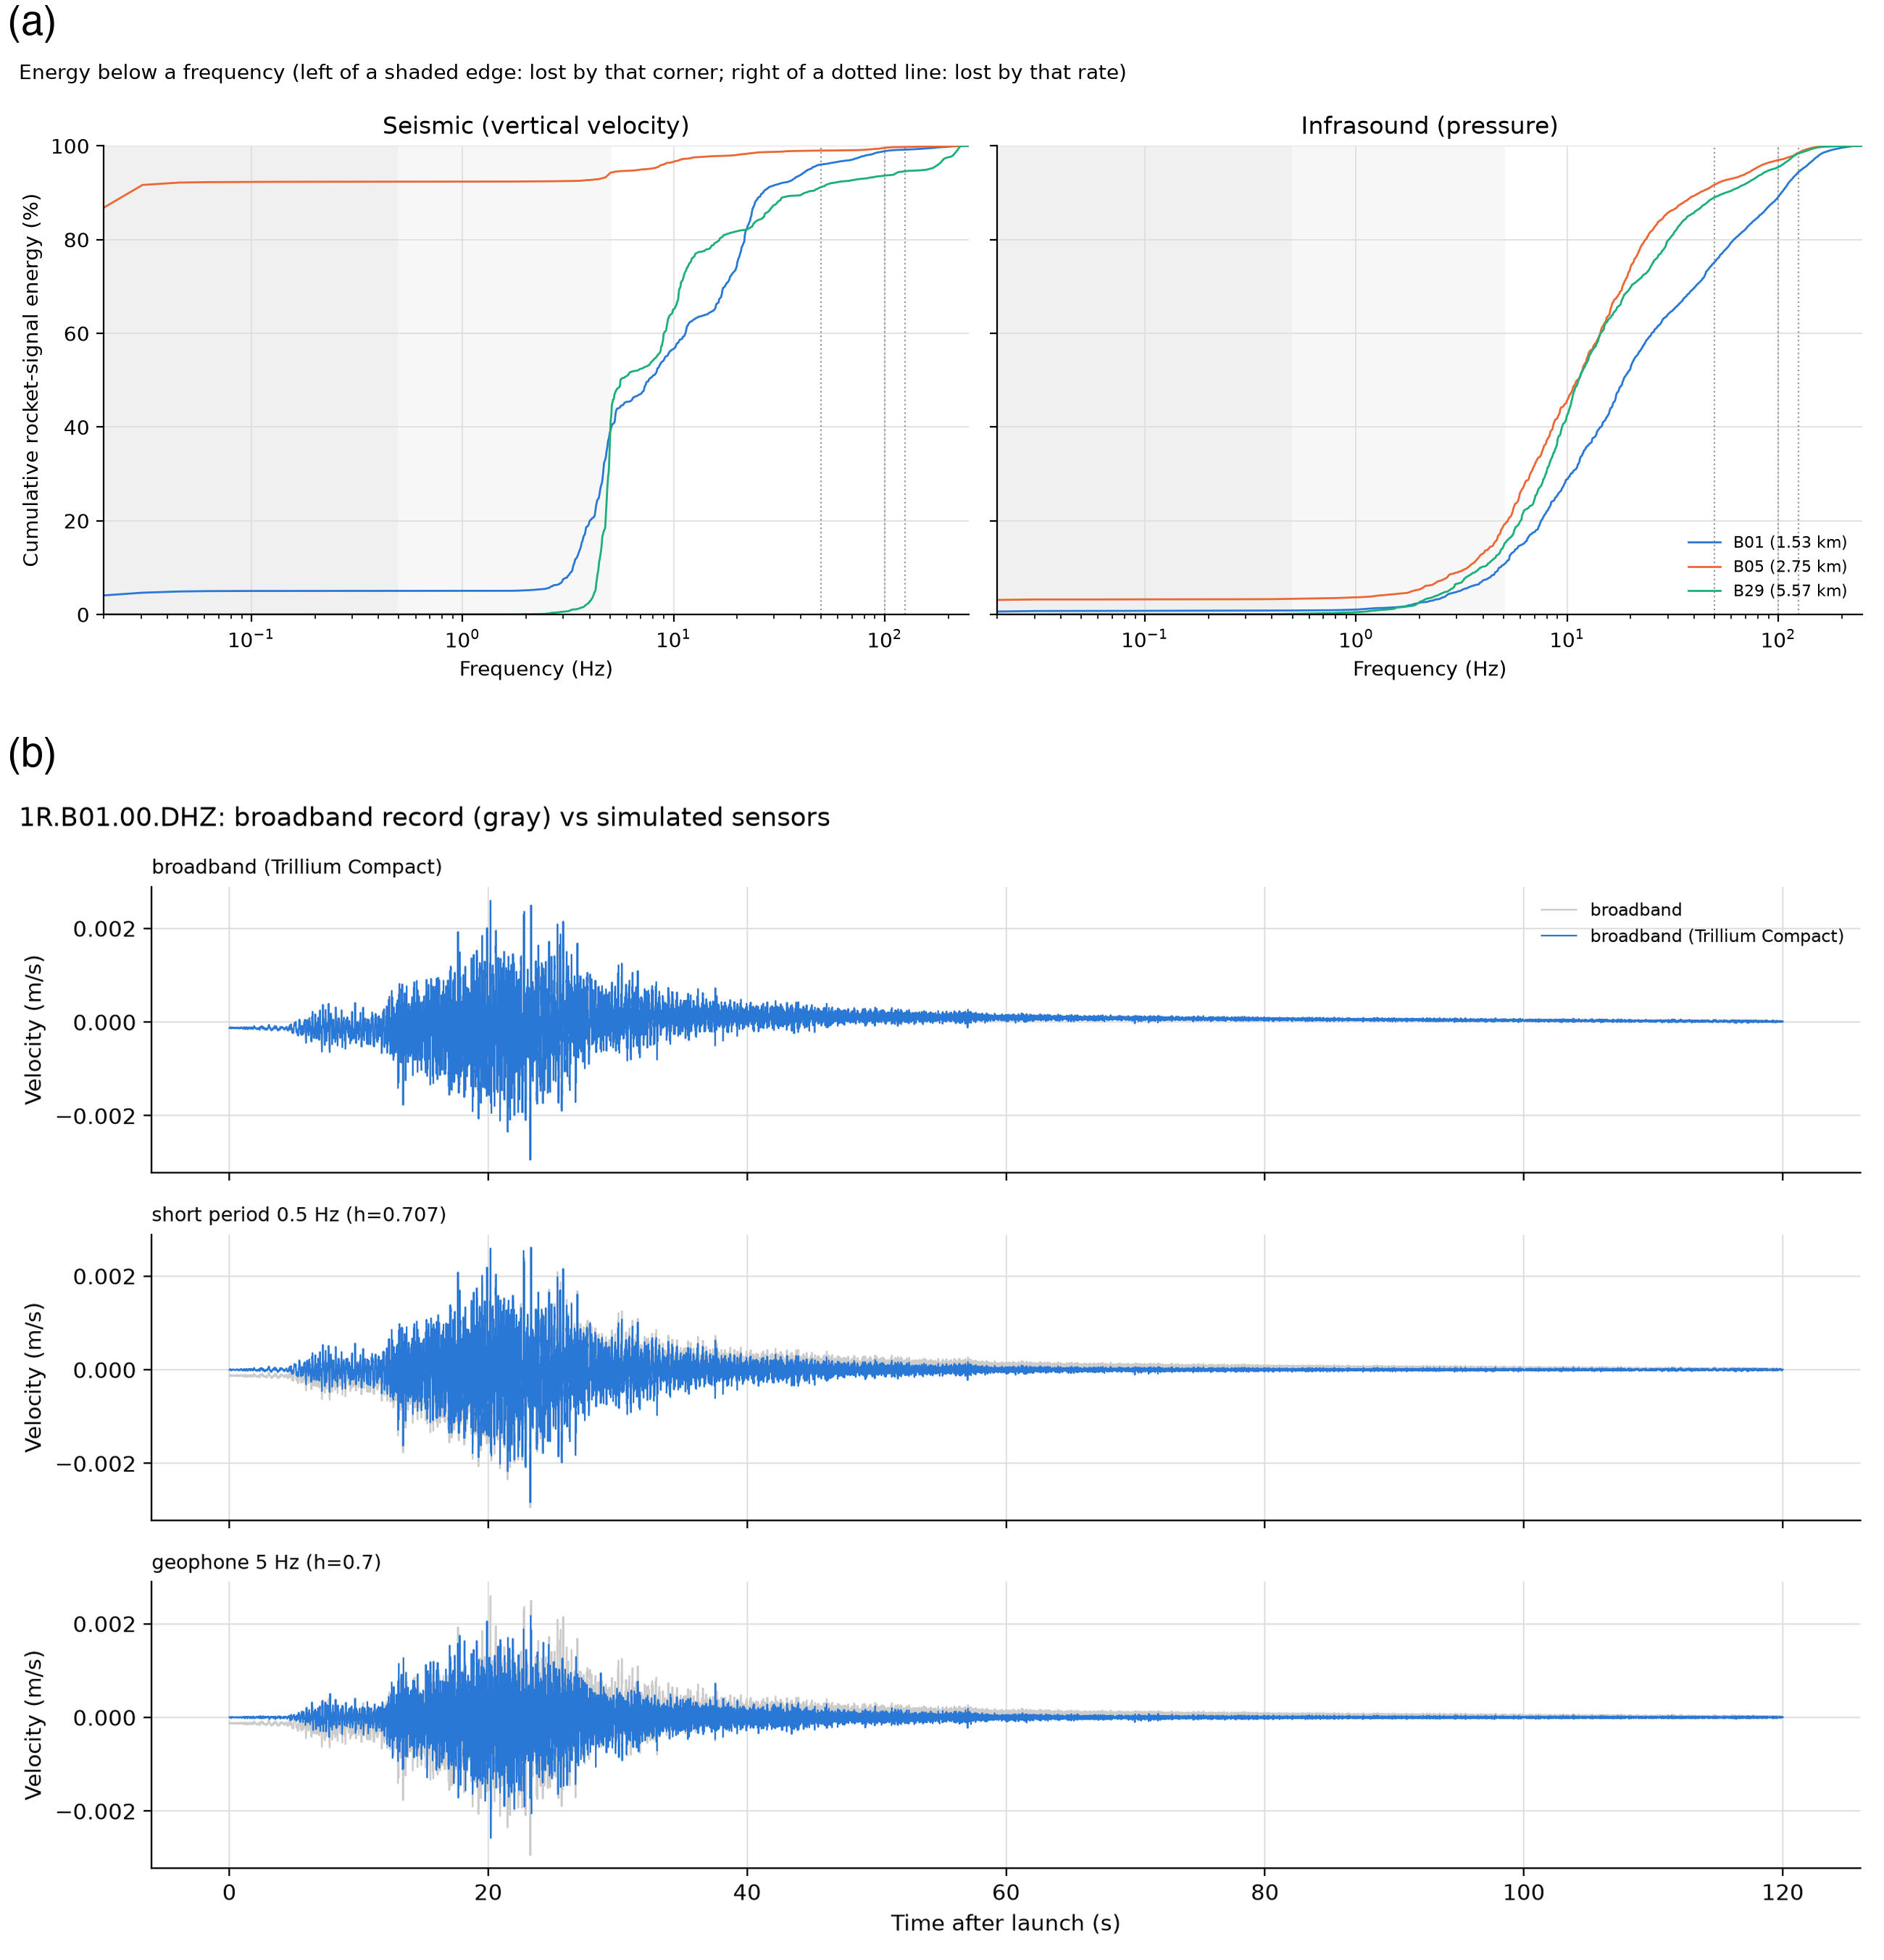 (a)
Energy below a frequency (left of a shaded edge: lost by that corner; right of a dotted line: lost by that rate)
Seismic (vertical velocity)
Infrasound (pressure)
Cumulative rocket-signal energy (%)
100
80
60
40
20
0
10⁻¹
10⁰
10¹
10²
Frequency (Hz)
10⁻¹
10⁰
10¹
10²
Frequency (Hz)
B01 (1.53 km)
B05 (2.75 km)
B29 (5.57 km)
(b)
1R.B01.00.DHZ: broadband record (gray) vs simulated sensors
broadband (Trillium Compact)
Velocity (m/s)
0.002
0.000
−0.002
broadband
broadband (Trillium Compact)
short period 0.5 Hz (h=0.707)
Velocity (m/s)
0.002
0.000
−0.002
geophone 5 Hz (h=0.7)
Velocity (m/s)
0.002
0.000
−0.002
0
20
40
60
80
100
120
Time after launch (s)